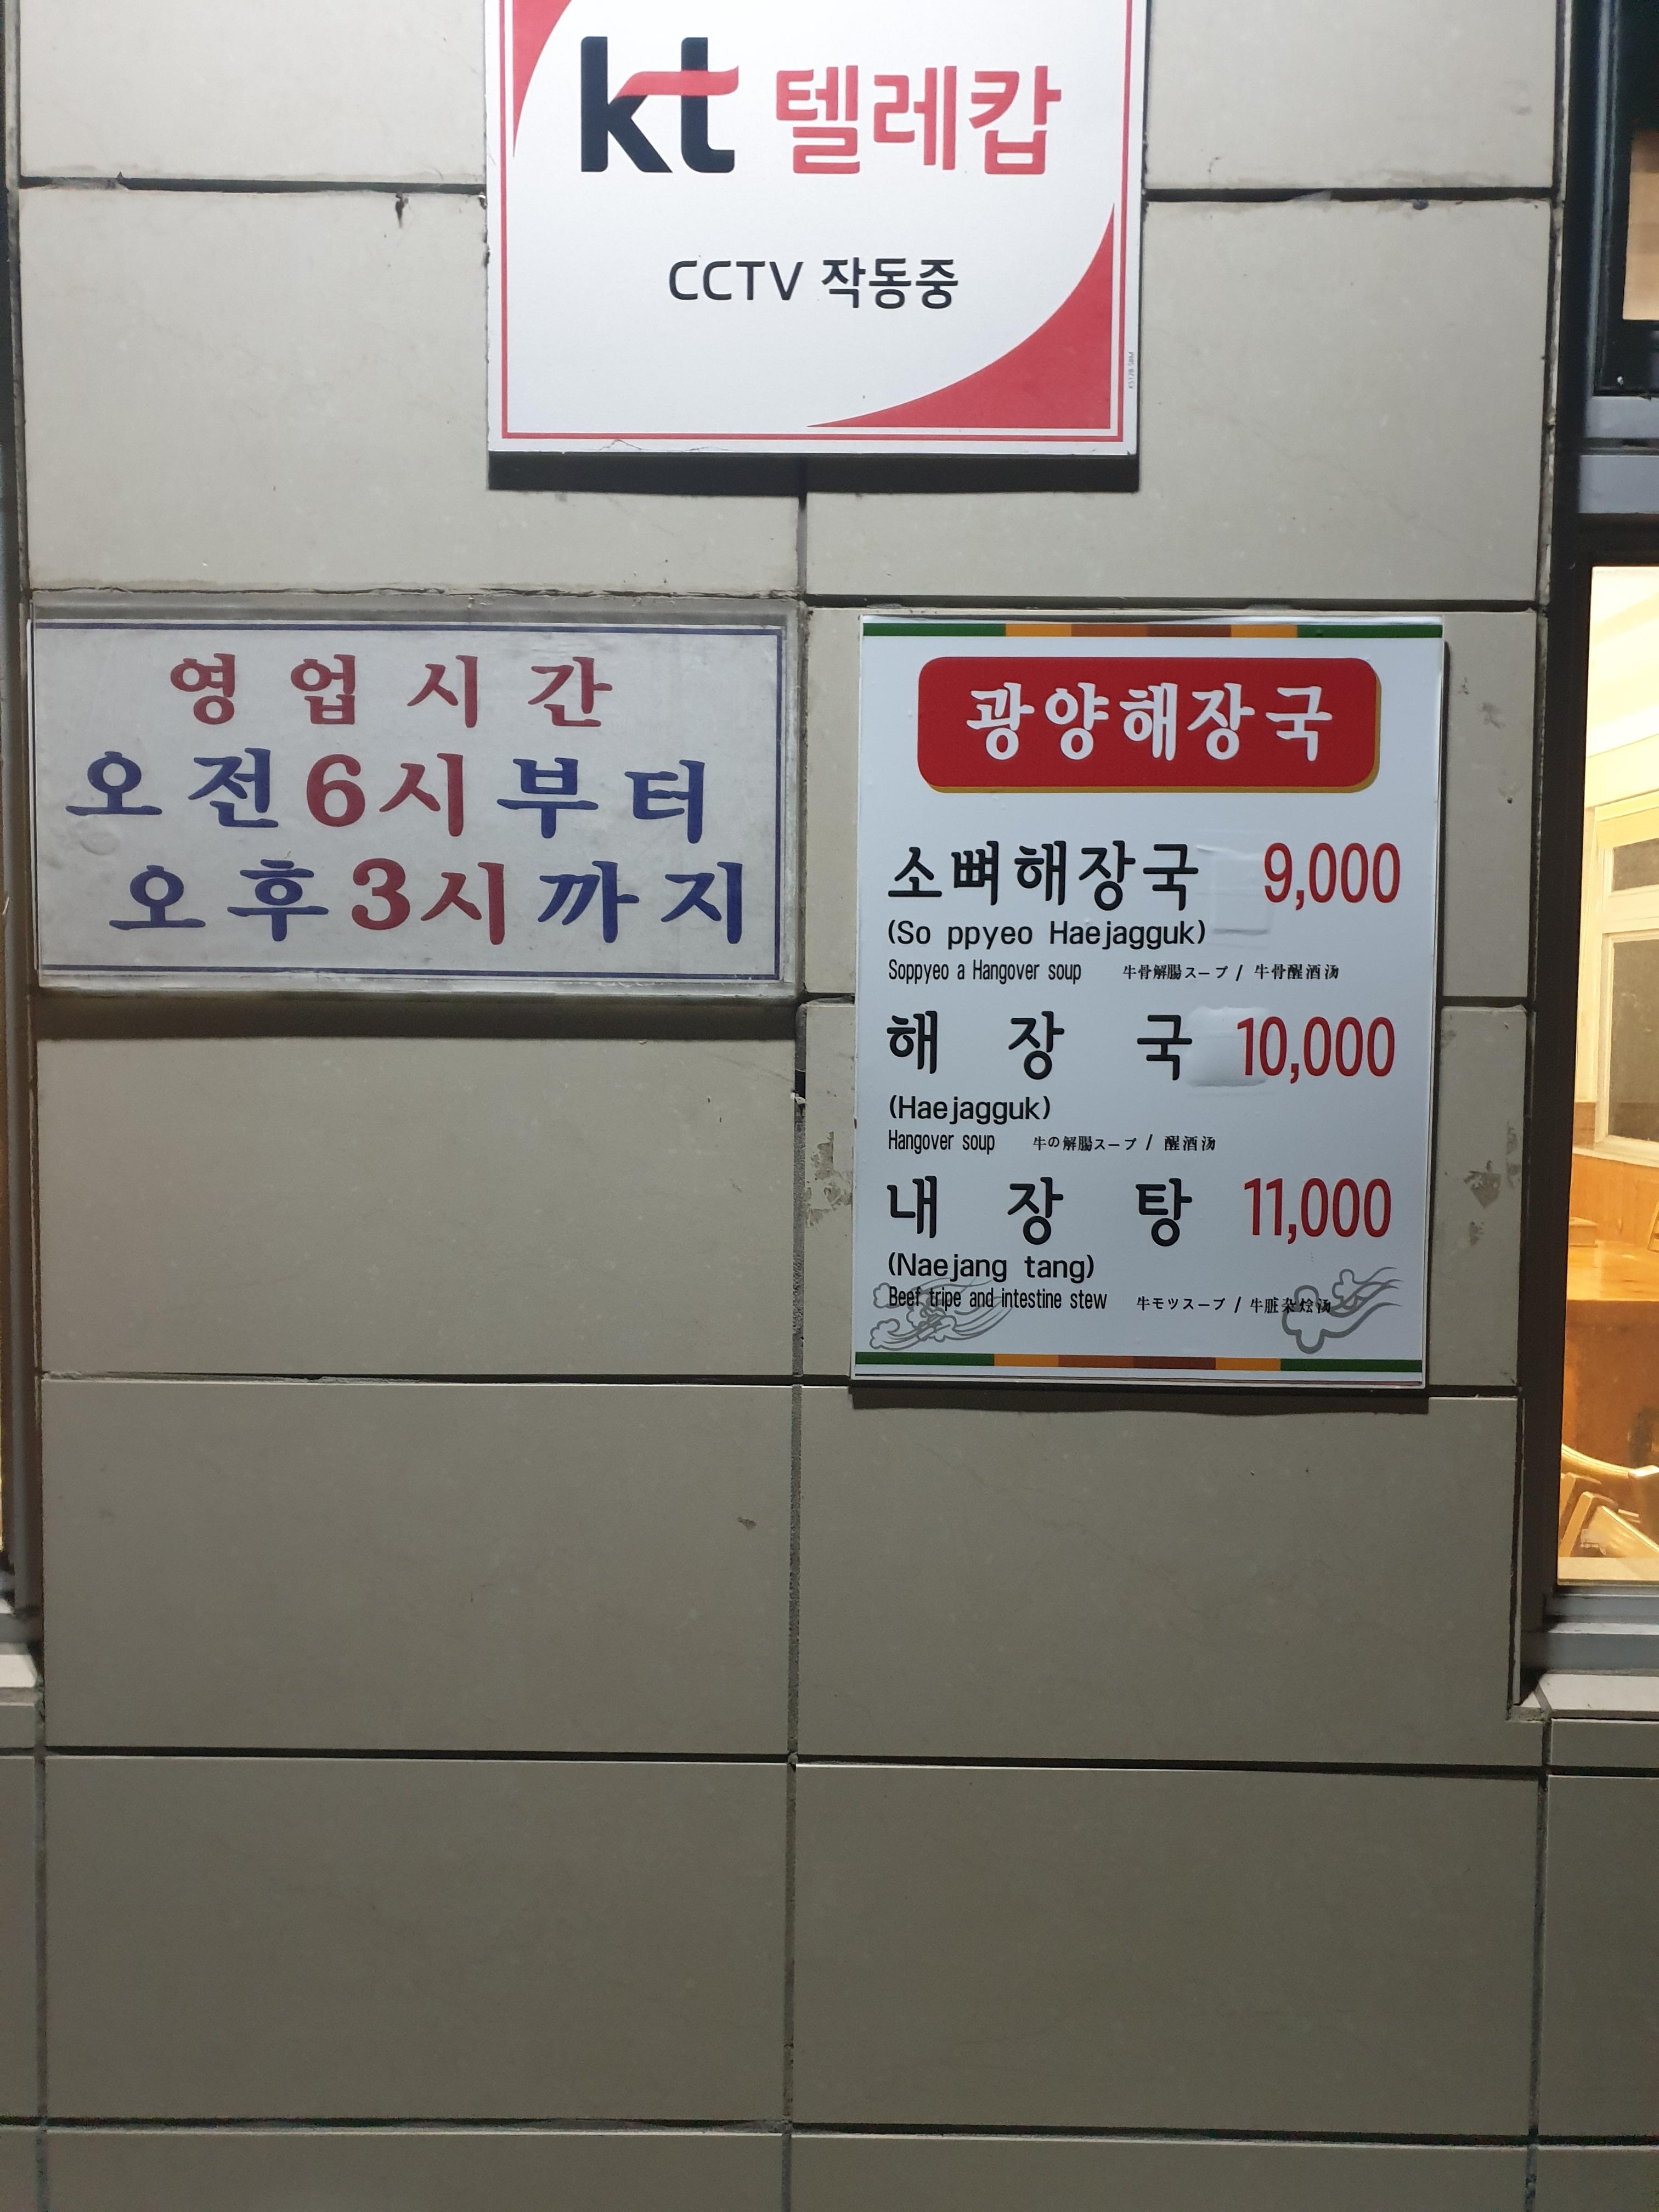 kt 텔레캅
CCTV 작동중
영업시간
오전6시부터
오후3시까지
광양해장국
소뼈해장국 9,000
(So ppyeo Haejagguk)
Soppyeo a Hangover soup 牛骨解腸スープ / 牛骨醒酒汤
해장국 10,000
(Haejagguk)
Hangover soup 牛の解腸スープ / 醒酒汤
내장탕 11,000
(Naejang tang)
Beef tripe and intestine stew 牛モツスープ / 牛脏杂烩汤